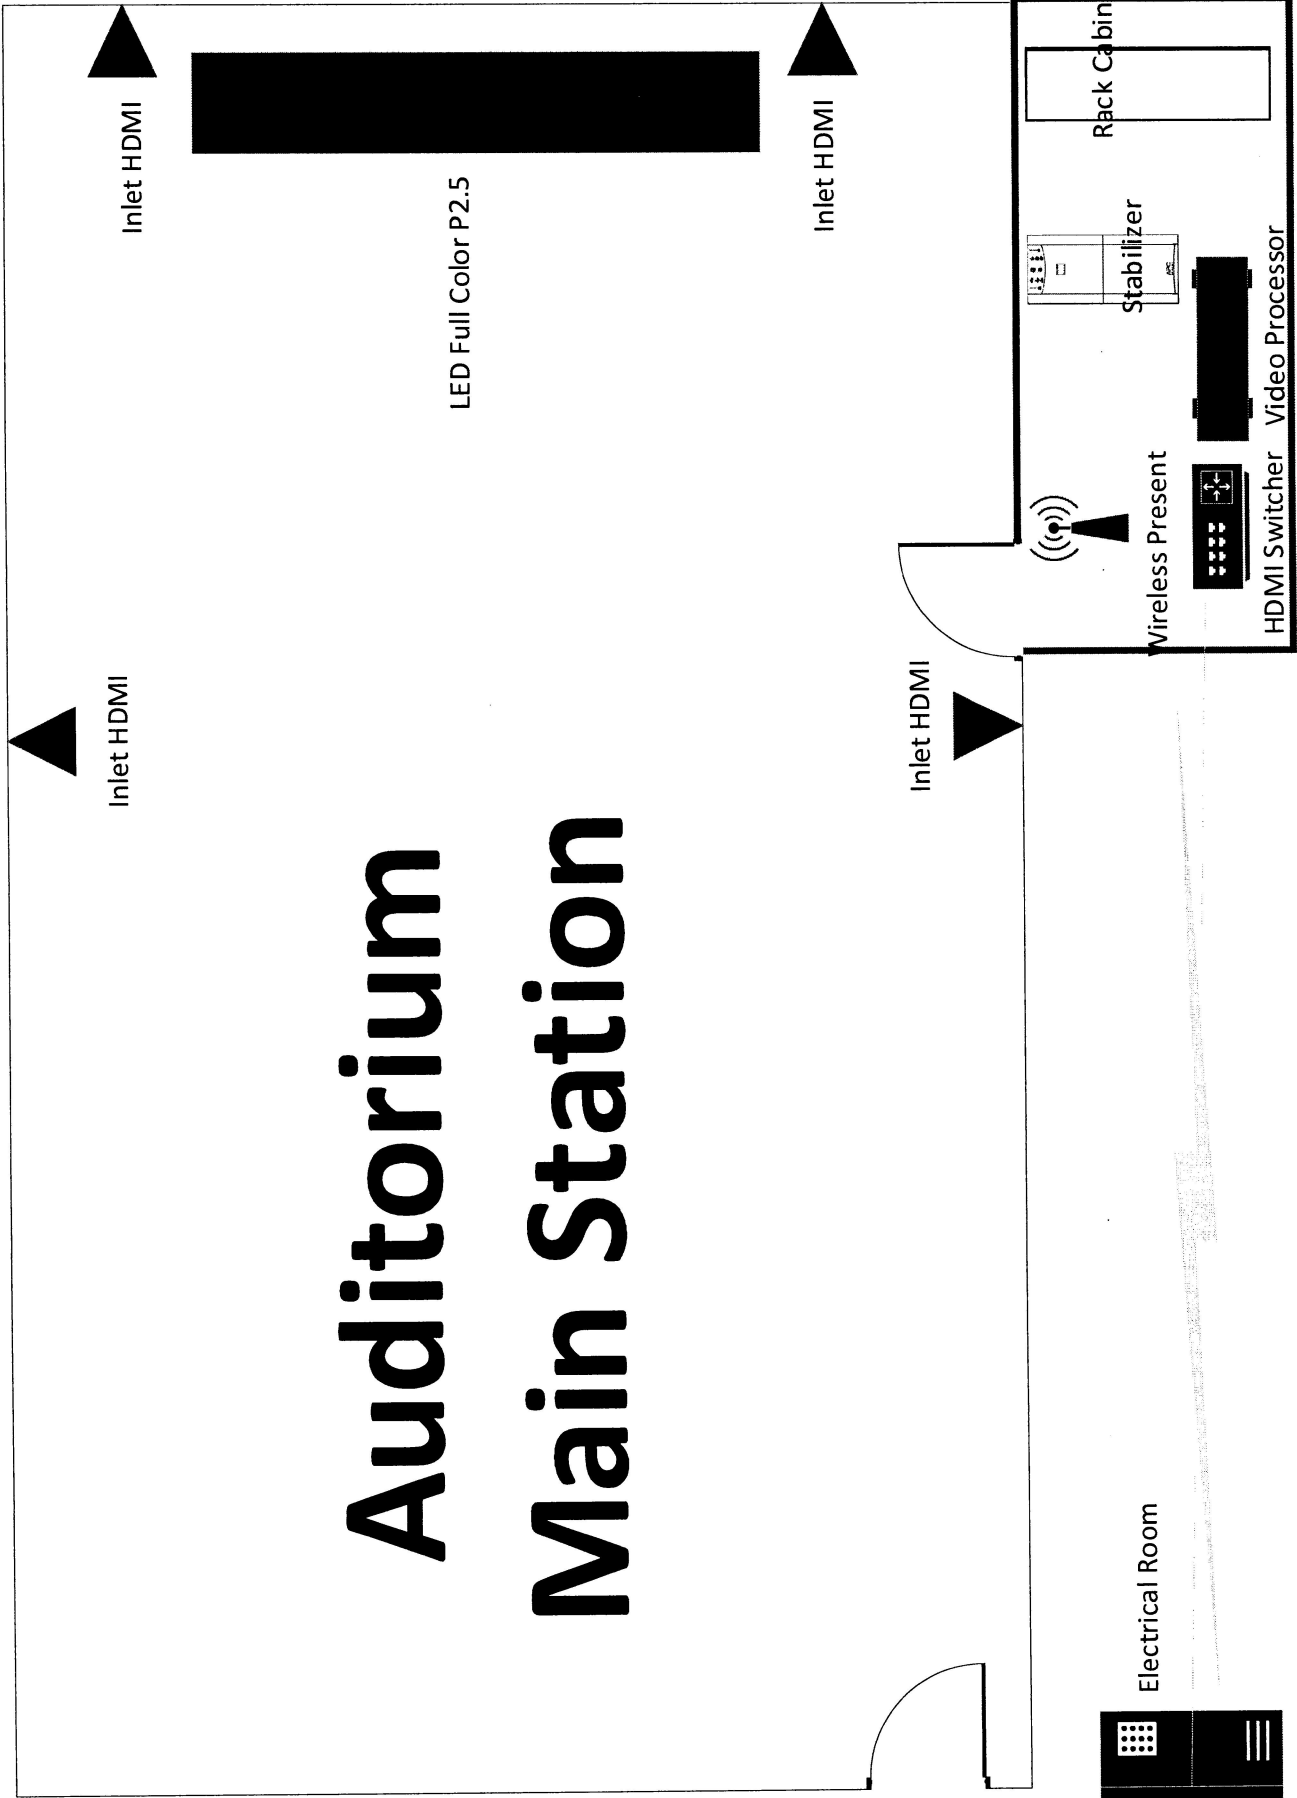 Inlet HDMI
Inlet HDMI
Auditorium
Main Station
LED Full Color P2.5
Inlet HDMI
Inlet HDMI
Electrical Room
Wireless Present
Stabilizer
Rack Cabin
HDMI Switcher
Video Processor